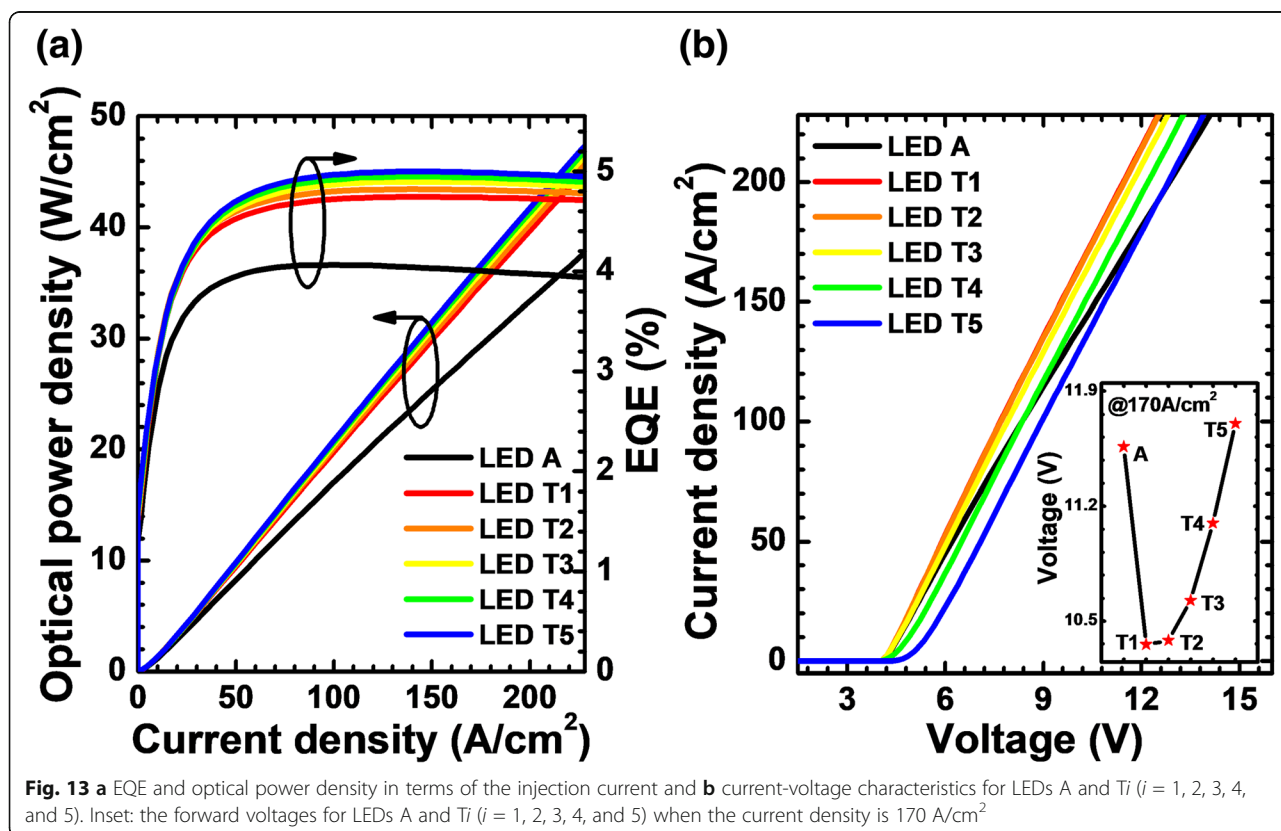 (a)
Optical power density (W/cm²)
50
40
30
20
10
0
0 50 100 150 200
Current density (A/cm²)
5
4
3
2
1
0
EQE (%)
LED A
LED T1
LED T2
LED T3
LED T4
LED T5
(b)
Current density (A/cm²)
200
150
100
50
0
3 6 9 12 15
Voltage (V)
LED A
LED T1
LED T2
LED T3
LED T4
LED T5
@170A/cm²
Voltage (V)
11.9
11.2
10.5
A
T1
T2
T3
T4
T5
Fig. 13 a EQE and optical power density in terms of the injection current and b current-voltage characteristics for LEDs A and Ti (i = 1, 2, 3, 4,
and 5). Inset: the forward voltages for LEDs A and Ti (i = 1, 2, 3, 4, and 5) when the current density is 170 A/cm²